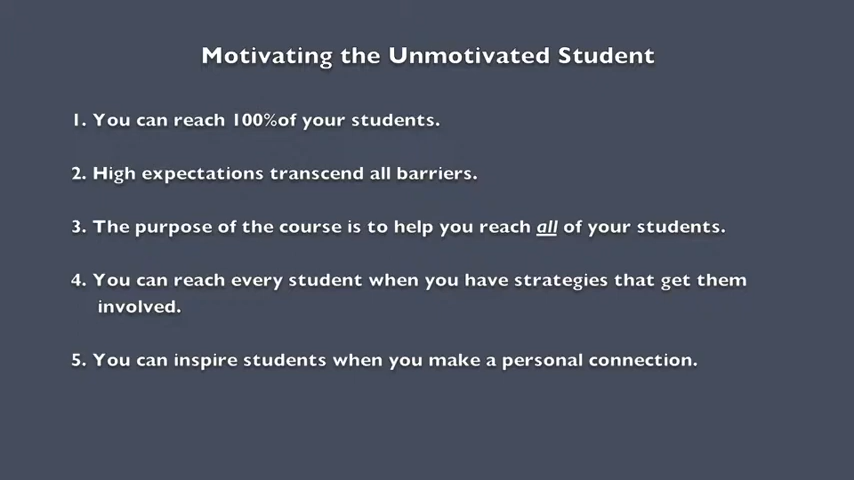 Motivating the Unmotivated Student
1. You can reach 100%of your students.
2. High expectations transcend all barriers.
3. The purpose of the course is to help you reach all of your students.
4. You can reach every student when you have strategies that get them
involved.
5. You can inspire students when you make a personal connection.